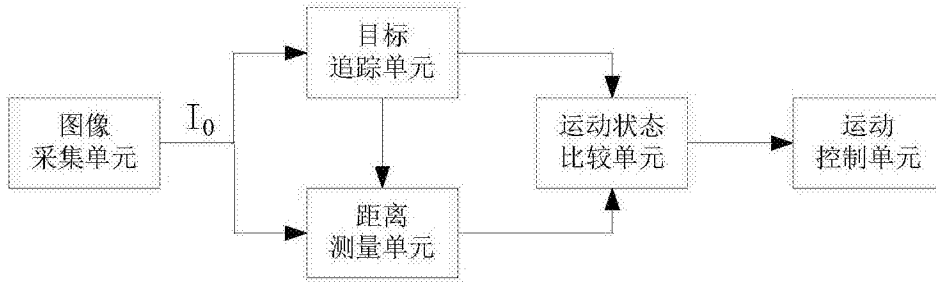 目标
追踪单元
图像
采集单元
I₀
运动状态
比较单元
运动
控制单元
距离
测量单元